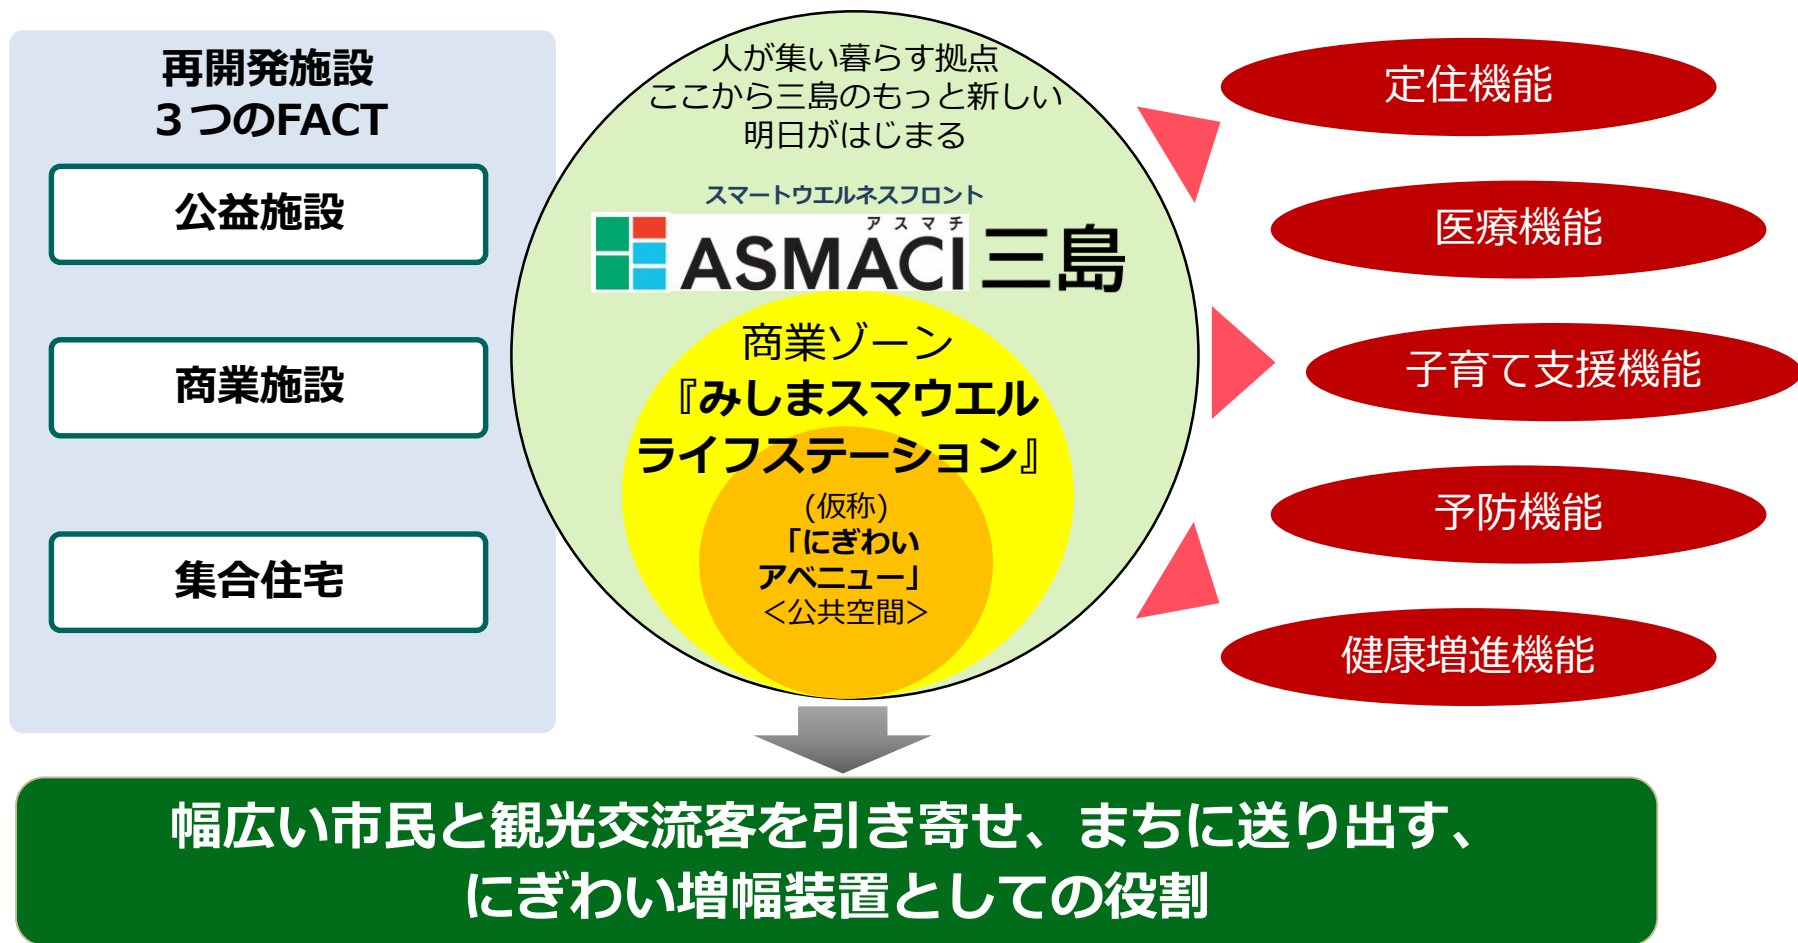 再開発施設
３つのFACT
公益施設
商業施設
集合住宅
人が集い暮らす拠点
ここから三島のもっと新しい
明日がはじまる
スマートウエルネスフロント
アスマチ
ASMACI三島
商業ゾーン
『みしまスマウエル
ライフステーション』
(仮称)
「にぎわい
アベニュー」
＜公共空間＞
定住機能
医療機能
子育て支援機能
予防機能
健康増進機能
幅広い市民と観光交流客を引き寄せ、まちに送り出す、
にぎわい増幅装置としての役割